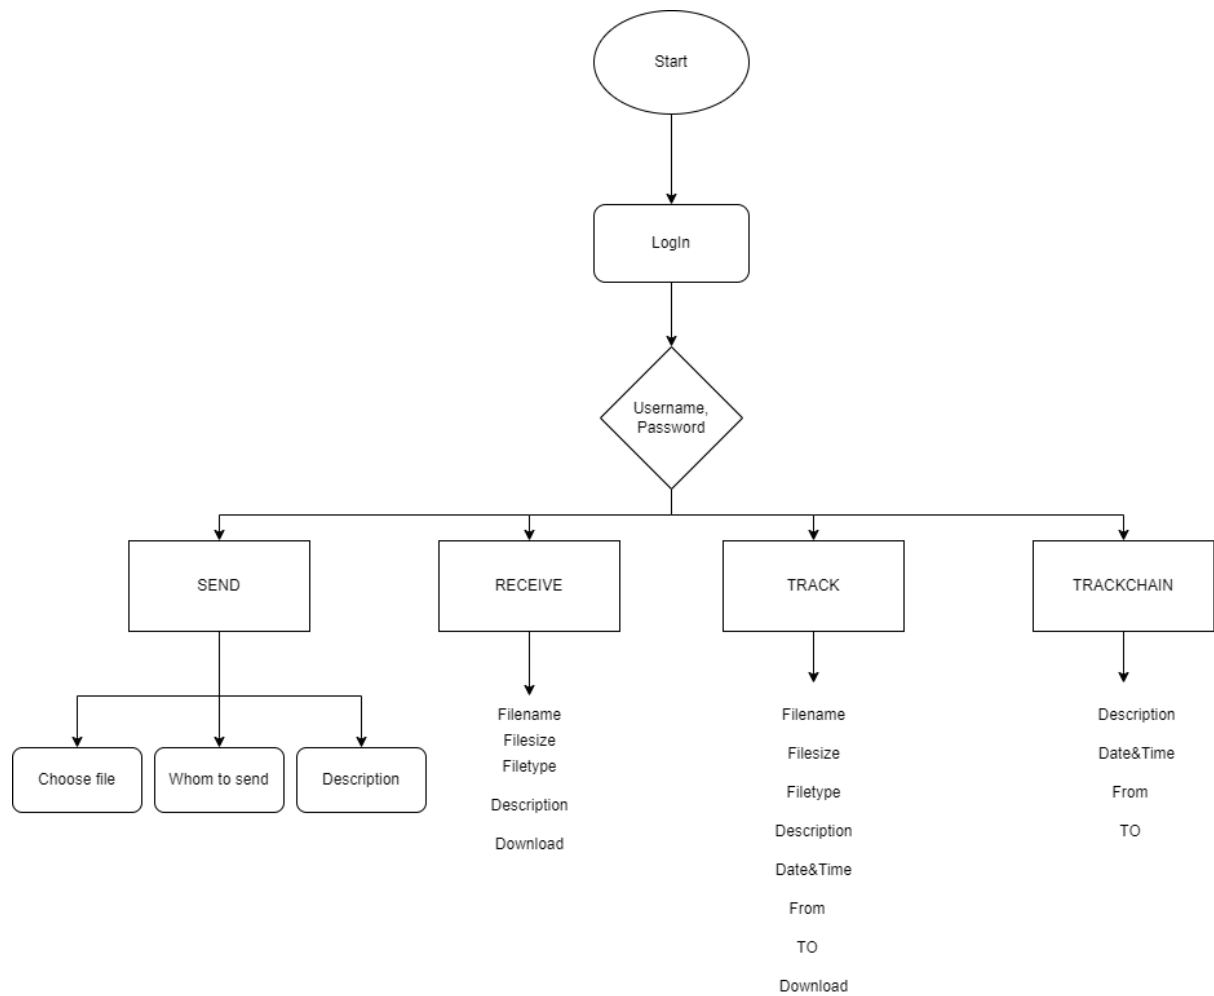 Start
LogIn
Username,
Password
SEND
RECEIVE
TRACK
TRACKCHAIN
Choose file
Whom to send
Description
Filename
Filesize
Filetype
Description
Download
Filename
Filesize
Filetype
Description
Date&Time
From
TO
Download
Description
Date&Time
From
TO